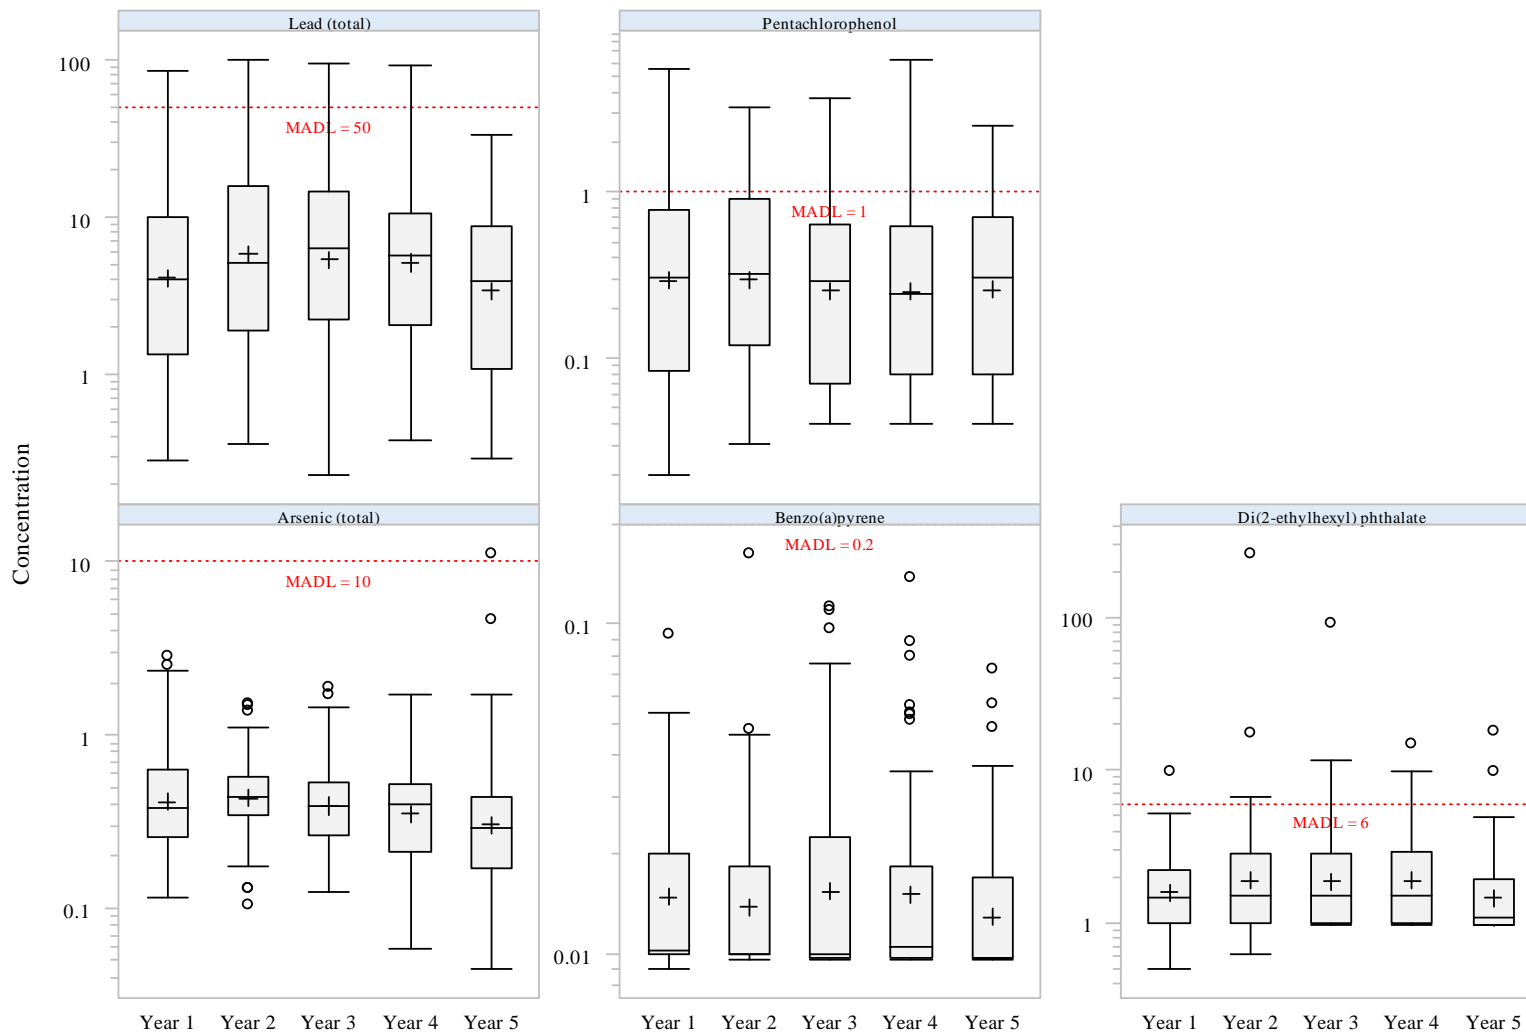 Lead (total)
Pentachlorophenol
100
10
1
MADL = 50
1
0.1
MADL = 1
Concentration
Arsenic (total)
Benzo(a)pyrene
Di(2-ethylhexyl) phthalate
10
1
0.1
MADL = 10
0.1
0.01
MADL = 0.2
100
10
1
MADL = 6
Year 1 Year 2 Year 3 Year 4 Year 5
Year 1 Year 2 Year 3 Year 4 Year 5
Year 1 Year 2 Year 3 Year 4 Year 5